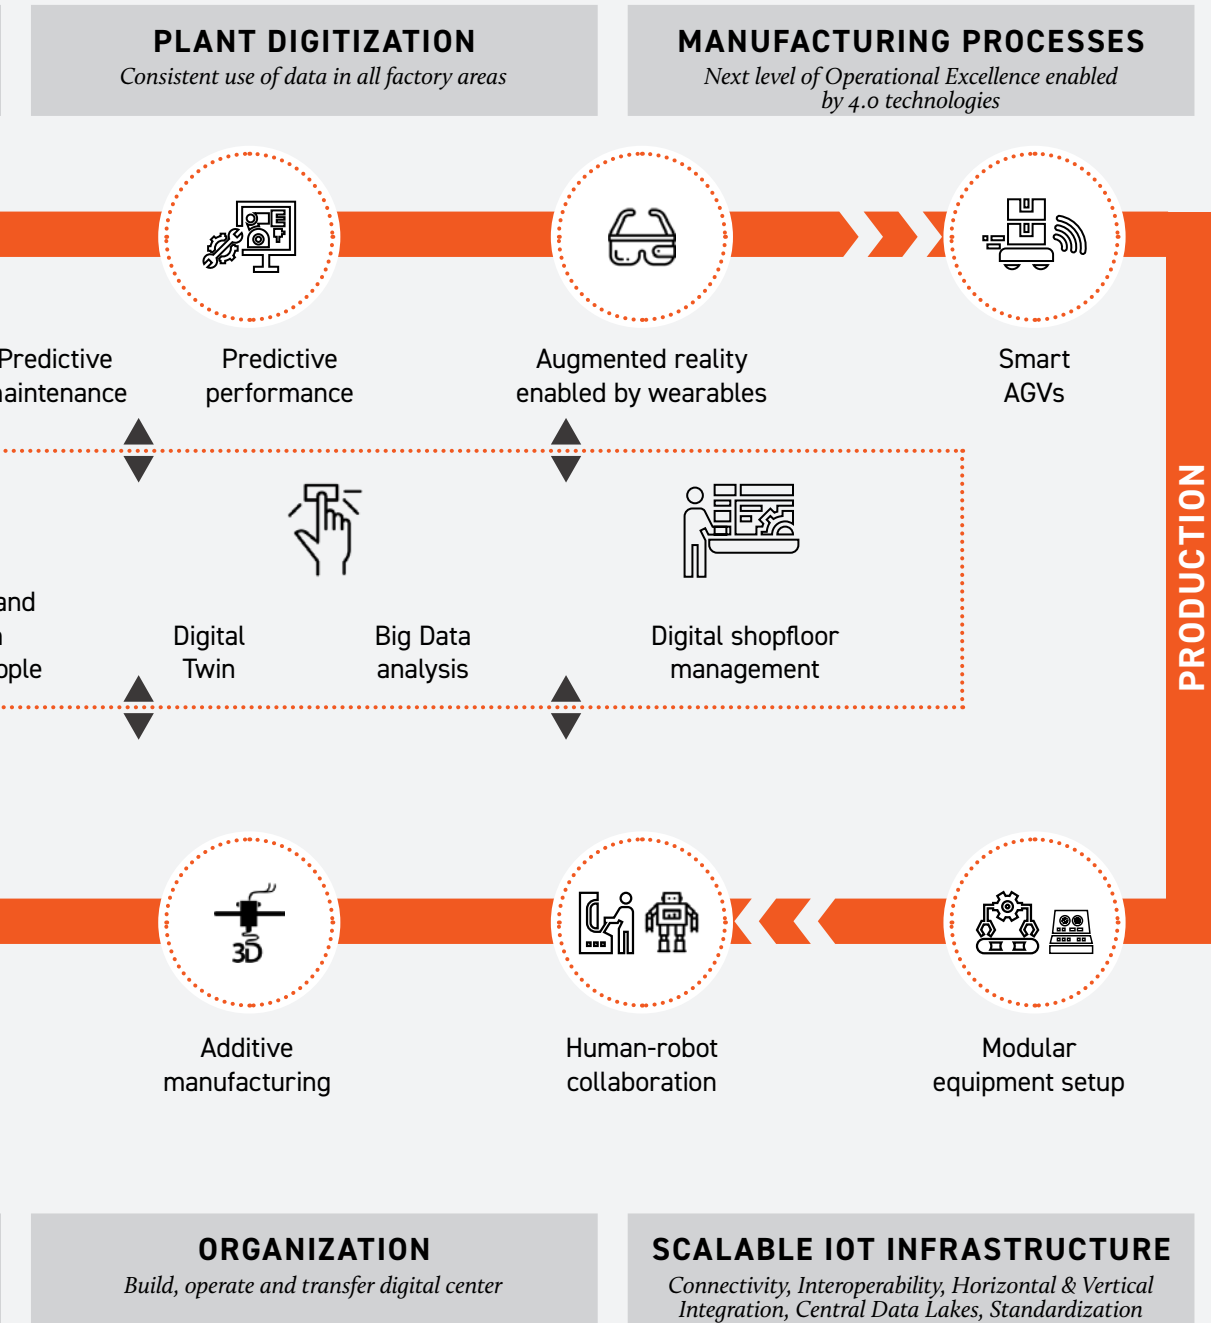 PLANT DIGITIZATION
Consistent use of data in all factory areas
MANUFACTURING PROCESSES
Next level of Operational Excellence enabled
by 4.0 technologies
Predictive
Predictive
performance
Augmented reality
enabled by wearables
Smart
AGVs
and
Digital
Twin
Big Data
analysis
Digital shopfloor
management
PRODUCTION
3D
Additive
manufacturing
Human-robot
collaboration
Modular
equipment setup
ORGANIZATION
Build, operate and transfer digital center
SCALABLE IOT INFRASTRUCTURE
Connectivity, Interoperability, Horizontal & Vertical
Integration, Central Data Lakes, Standardization